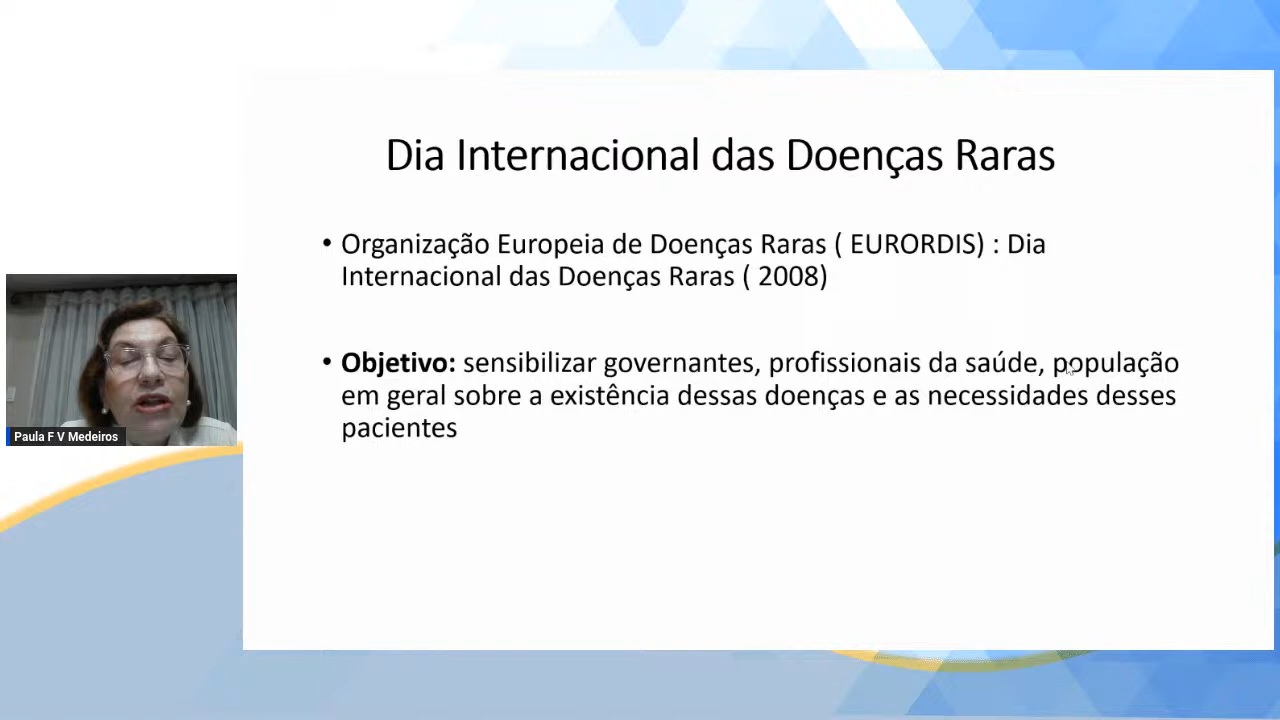 Dia Internacional das Doenças Raras
• Organização Europeia de Doenças Raras ( EURORDIS) : Dia
Internacional das Doenças Raras ( 2008)
• Objetivo: sensibilizar governantes, profissionais da saúde, população
em geral sobre a existência dessas doenças e as necessidades desses
pacientes
Paula F V Medeiros